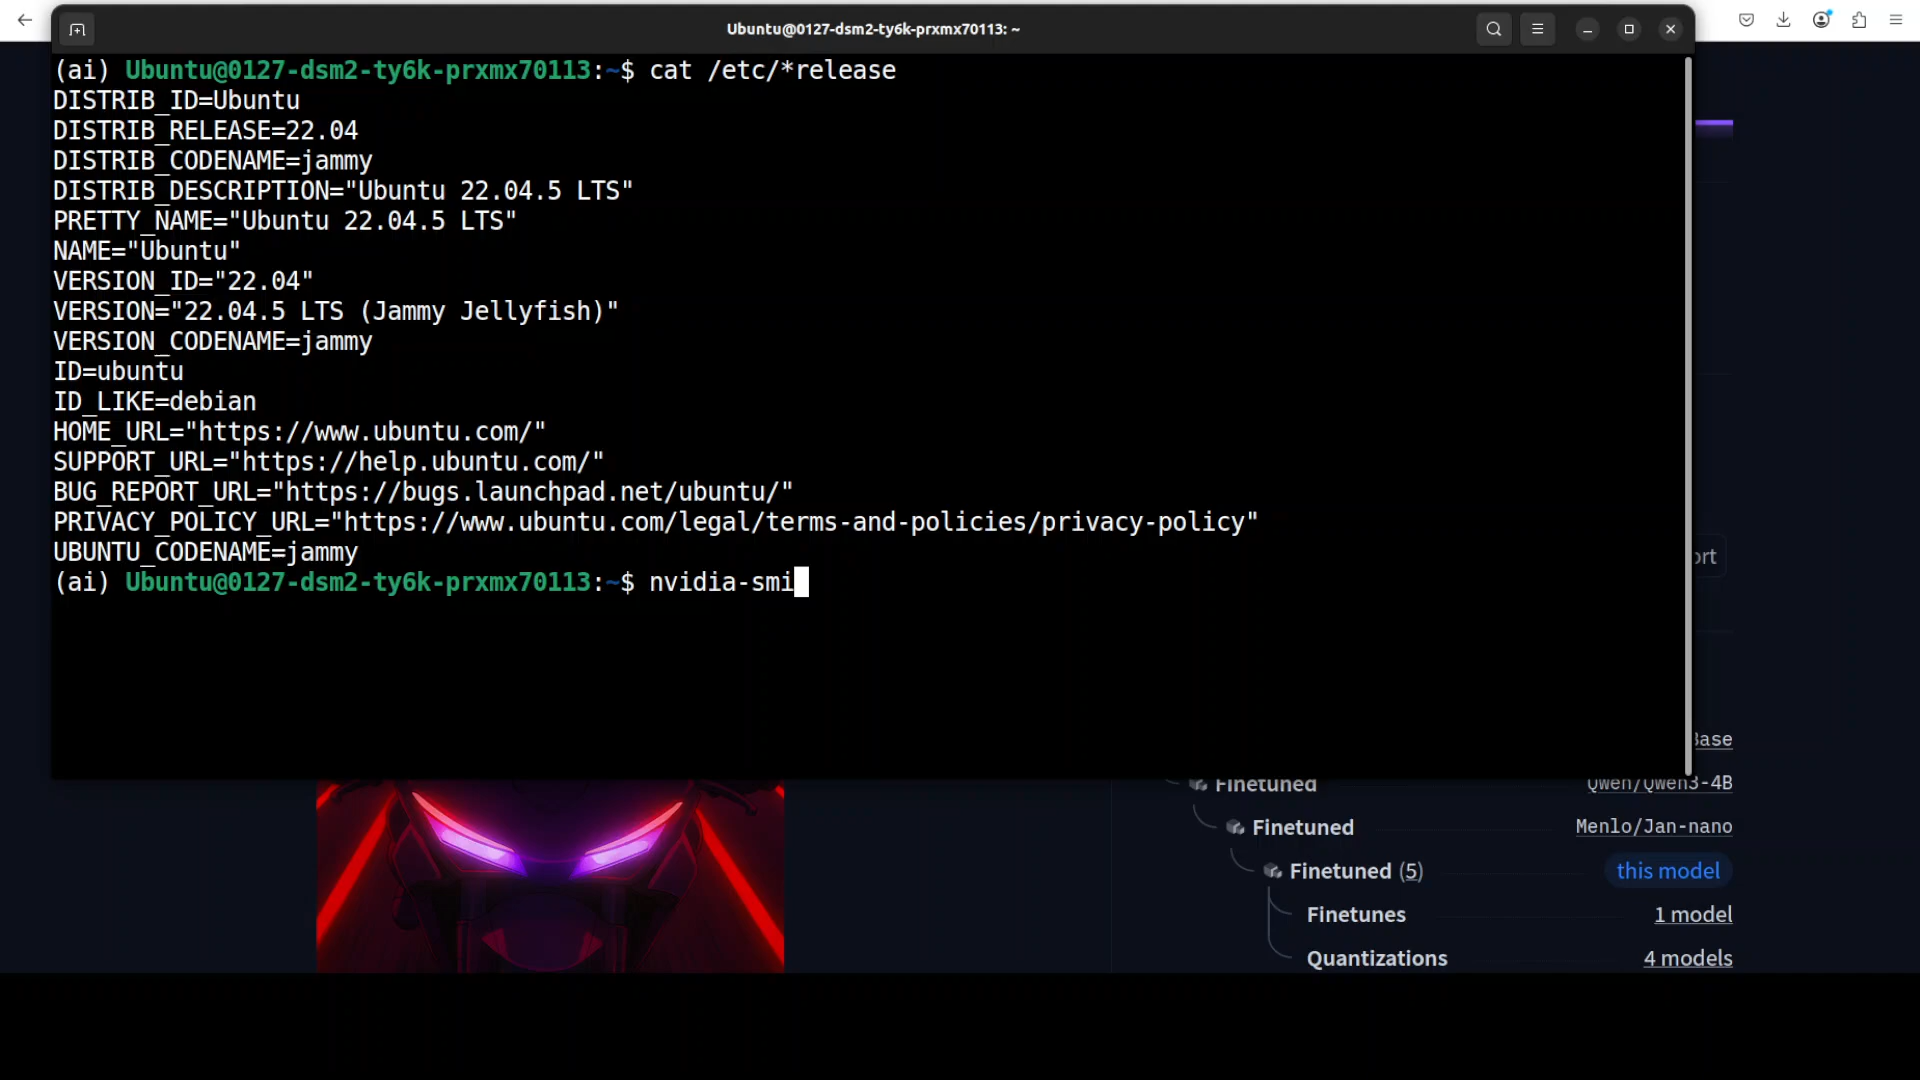 Ubuntu@0127-dsm2-ty6k-prxmx70113: ~
(ai) Ubuntu@0127-dsm2-ty6k-prxmx70113:~$ cat /etc/*release
DISTRIB_ID=Ubuntu
DISTRIB_RELEASE=22.04
DISTRIB_CODENAME=jammy
DISTRIB_DESCRIPTION="Ubuntu 22.04.5 LTS"
PRETTY_NAME="Ubuntu 22.04.5 LTS"
NAME="Ubuntu"
VERSION_ID="22.04"
VERSION="22.04.5 LTS (Jammy Jellyfish)"
VERSION_CODENAME=jammy
ID=ubuntu
ID_LIKE=debian
HOME_URL="https://www.ubuntu.com/"
SUPPORT_URL="https://help.ubuntu.com/"
BUG_REPORT_URL="https://bugs.launchpad.net/ubuntu/"
PRIVACY_POLICY_URL="https://www.ubuntu.com/legal/terms-and-policies/privacy-policy"
UBUNTU_CODENAME=jammy
(ai) Ubuntu@0127-dsm2-ty6k-prxmx70113:~$ nvidia-smi
ort
Base
Finetuned Qwen/Qwen3-4B
Finetuned Menlo/Jan-nano
Finetuned (5) this model
Finetunes 1 model
Quantizations 4 models